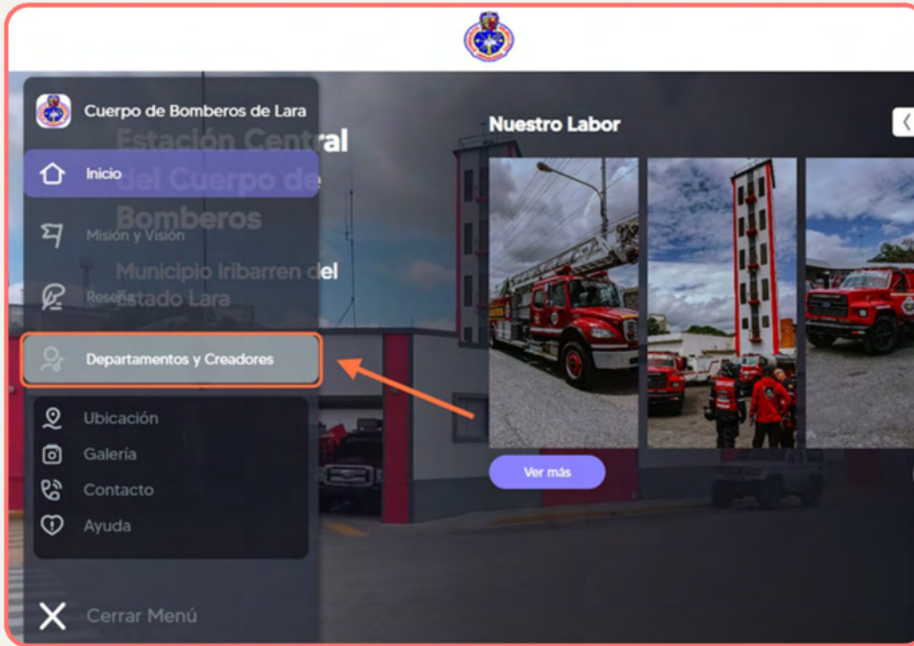 Cuerpo de Bomberos de Lara
Estación Central
del Cuerpo de
Bomberos
Municipio Iribarren del
Estado Lara
Inicio
Misión y Visión
Reseña
Departamentos y Creadores
Ubicación
Galería
Contacto
Ayuda
Cerrar Menú
Nuestro Labor
Ver más